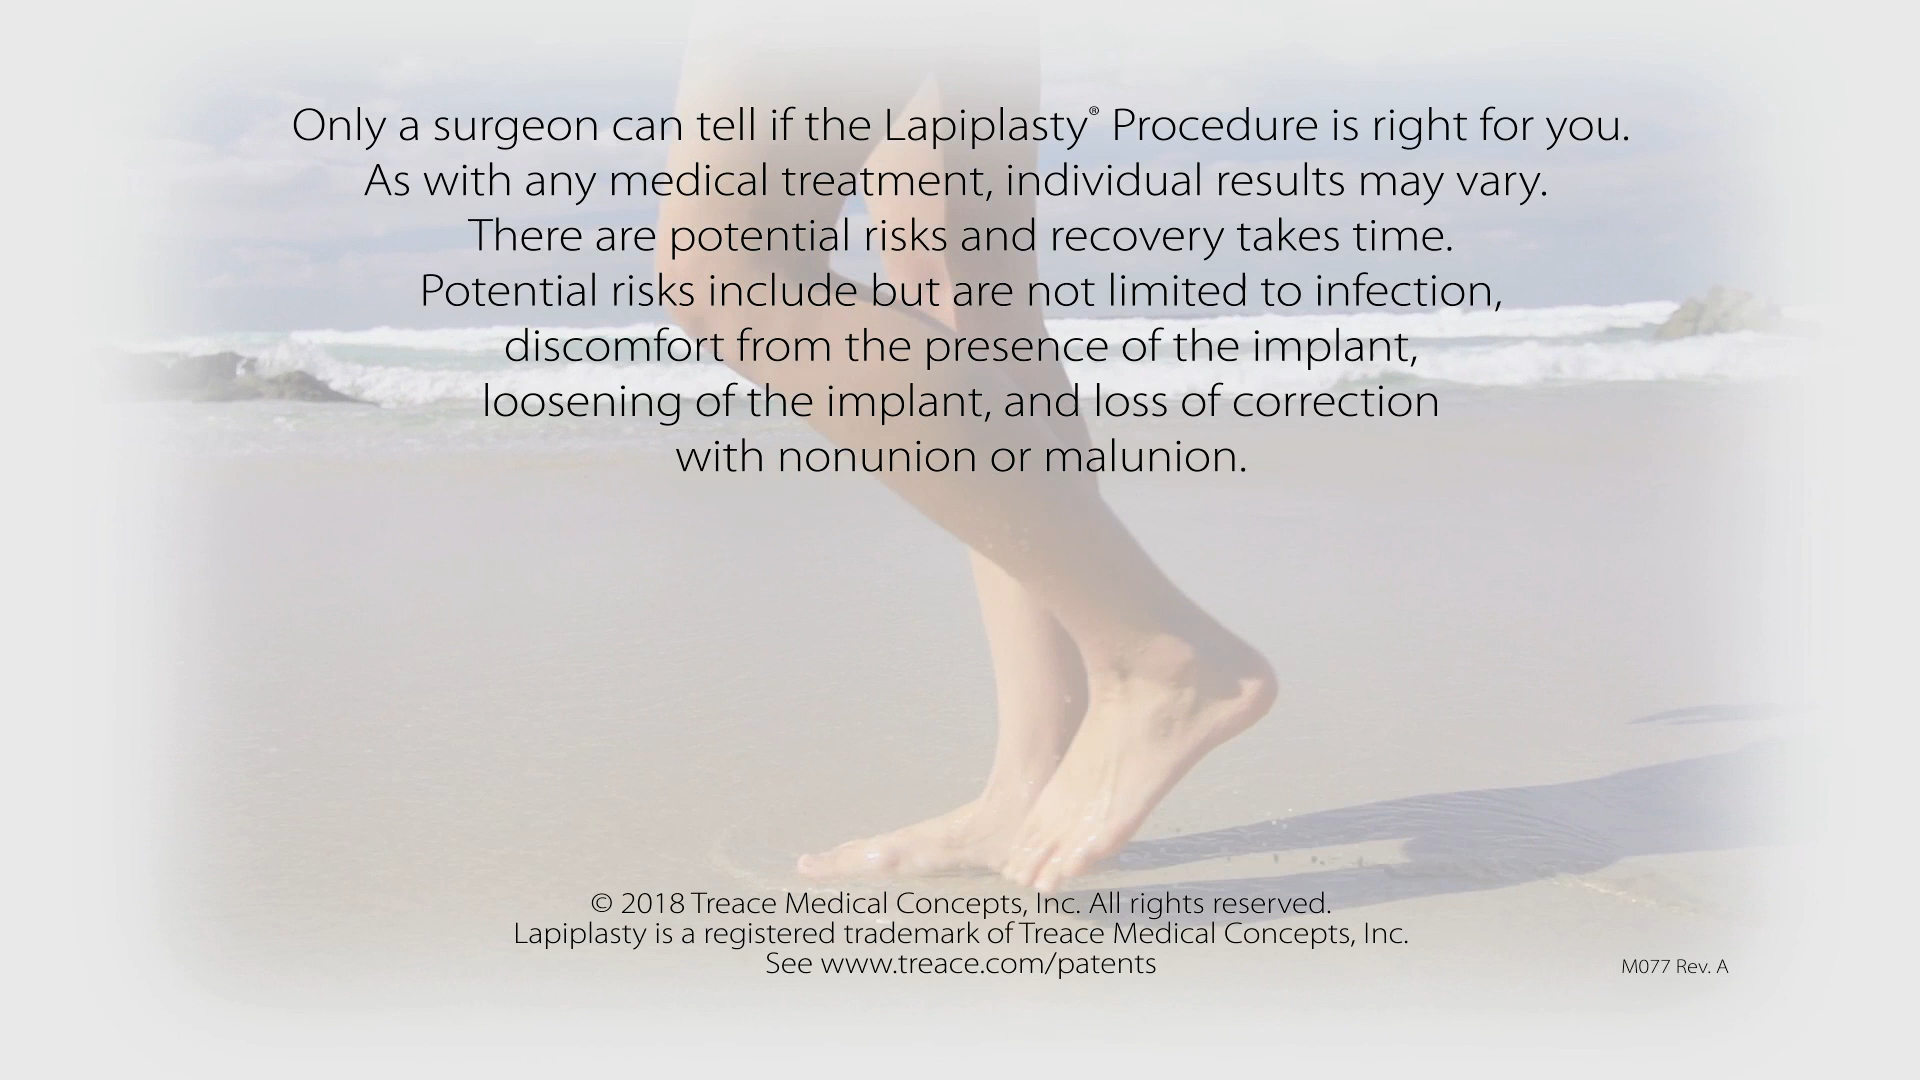 Only a surgeon can tell if the Lapiplasty® Procedure is right for you.
As with any medical treatment, individual results may vary.
There are potential risks and recovery takes time.
Potential risks include but are not limited to infection,
discomfort from the presence of the implant,
loosening of the implant, and loss of correction
with nonunion or malunion.
© 2018 Treace Medical Concepts, Inc. All rights reserved.
Lapiplasty is a registered trademark of Treace Medical Concepts, Inc.
See www.treace.com/patents
M077 Rev. A